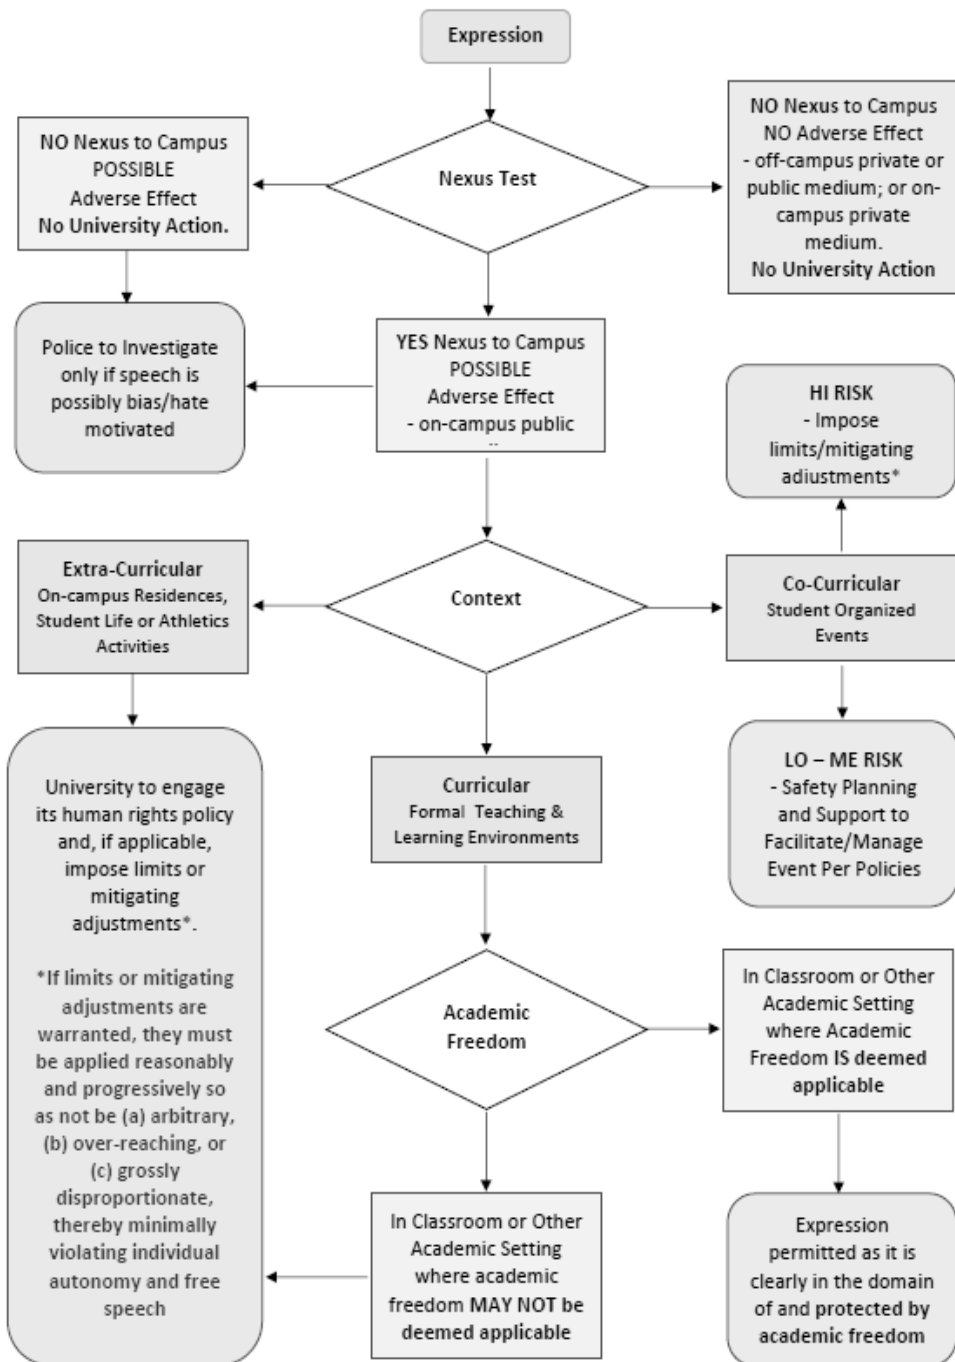 Expression
NO Nexus to Campus
POSSIBLE
Adverse Effect
No University Action.
Nexus Test
NO Nexus to Campus
NO Adverse Effect
- off-campus private or
public medium; or on-
campus private
medium.
No University Action
Police to Investigate
only if speech is
possibly bias/hate
motivated
YES Nexus to Campus
POSSIBLE
Adverse Effect
- on-campus public
HI RISK
- Impose
limits/mitigating
adjustments*
Extra-Curricular
On-campus Residences,
Student Life or Athletics
Activities
Context
Co-Curricular
Student Organized
Events
University to engage
its human rights policy
and, if applicable,
impose limits or
mitigating
adjustments*.
*If limits or mitigating
adjustments are
warranted, they must
be applied reasonably
and progressively so
as not be (a) arbitrary,
(b) over-reaching, or
(c) grossly
disproportionate,
thereby minimally
violating individual
autonomy and free
speech
Curricular
Formal Teaching &
Learning Environments
LO – ME RISK
- Safety Planning
and Support to
Facilitate/Manage
Event Per Policies
Academic
Freedom
In Classroom or Other
Academic Setting
where Academic
Freedom IS deemed
applicable
In Classroom or Other
Academic Setting
where academic
freedom MAY NOT be
deemed applicable
Expression
permitted as it is
clearly in the domain
of and protected by
academic freedom